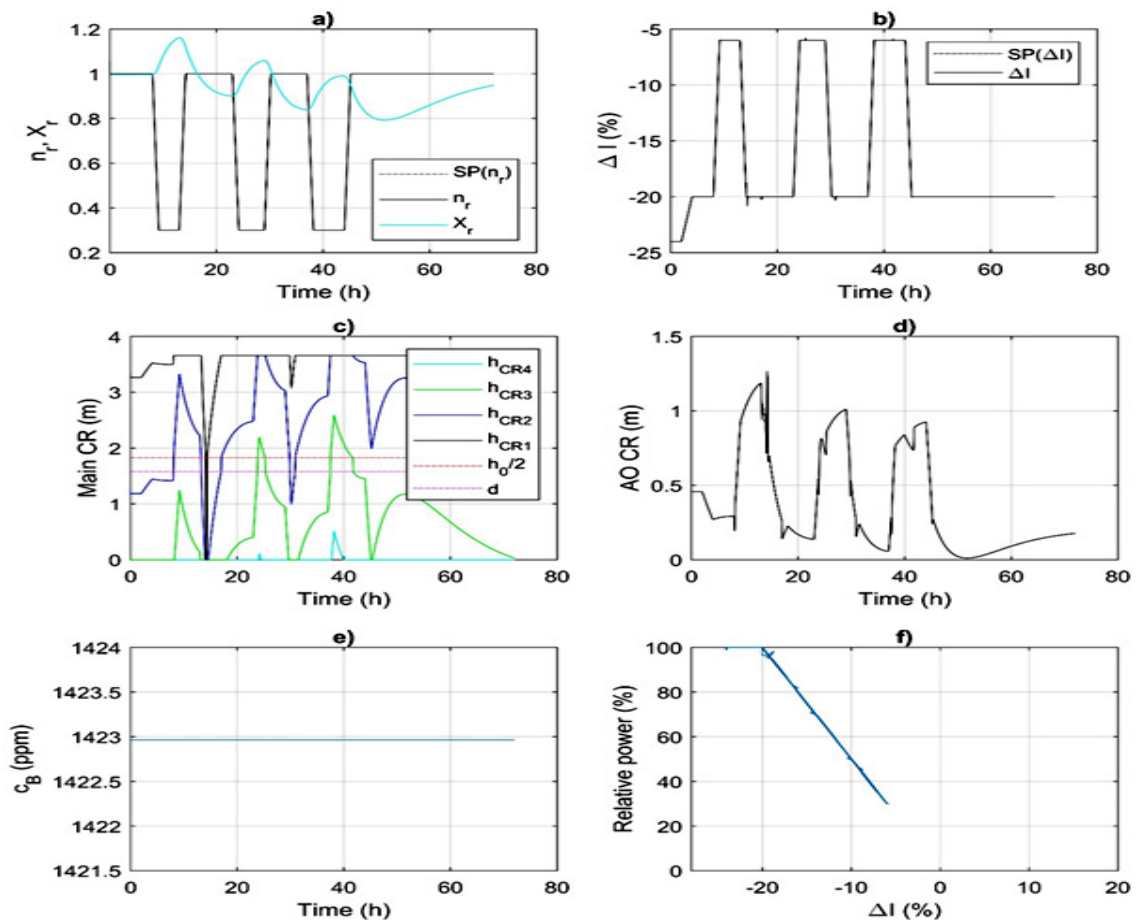 a)
1.2
1
0.8
0.6
0.4
0.2
n_r, X_r
SP(n_r)
n_r
X_r
0 20 40 60 80
Time (h)
b)
-5
-10
-15
-20
-25
Δ I (%)
SP(ΔI)
ΔI
0 20 40 60 80
Time (h)
c)
4
3
2
1
0
Main CR (m)
h_CR4
h_CR3
h_CR2
h_CR1
h_0/2
d
0 20 40 60 80
Time (h)
d)
1.5
1
0.5
0
AO CR (m)
0 20 40 60 80
Time (h)
e)
1424
1423.5
1423
1422.5
1422
1421.5
c_B (ppm)
0 20 40 60 80
Time (h)
f)
100
80
60
40
20
0
Relative power (%)
-20 -10 0 10 20
ΔI (%)